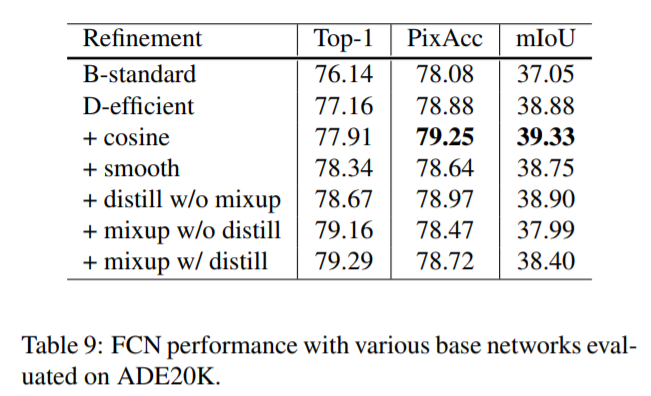 Refinement Top-1 PixAcc mIoU
B-standard 76.14 78.08 37.05
D-efficient 77.16 78.88 38.88
+ cosine 77.91 79.25 39.33
+ smooth 78.34 78.64 38.75
+ distill w/o mixup 78.67 78.97 38.90
+ mixup w/o distill 79.16 78.47 37.99
+ mixup w/ distill 79.29 78.72 38.40
Table 9: FCN performance with various base networks eval-
uated on ADE20K.